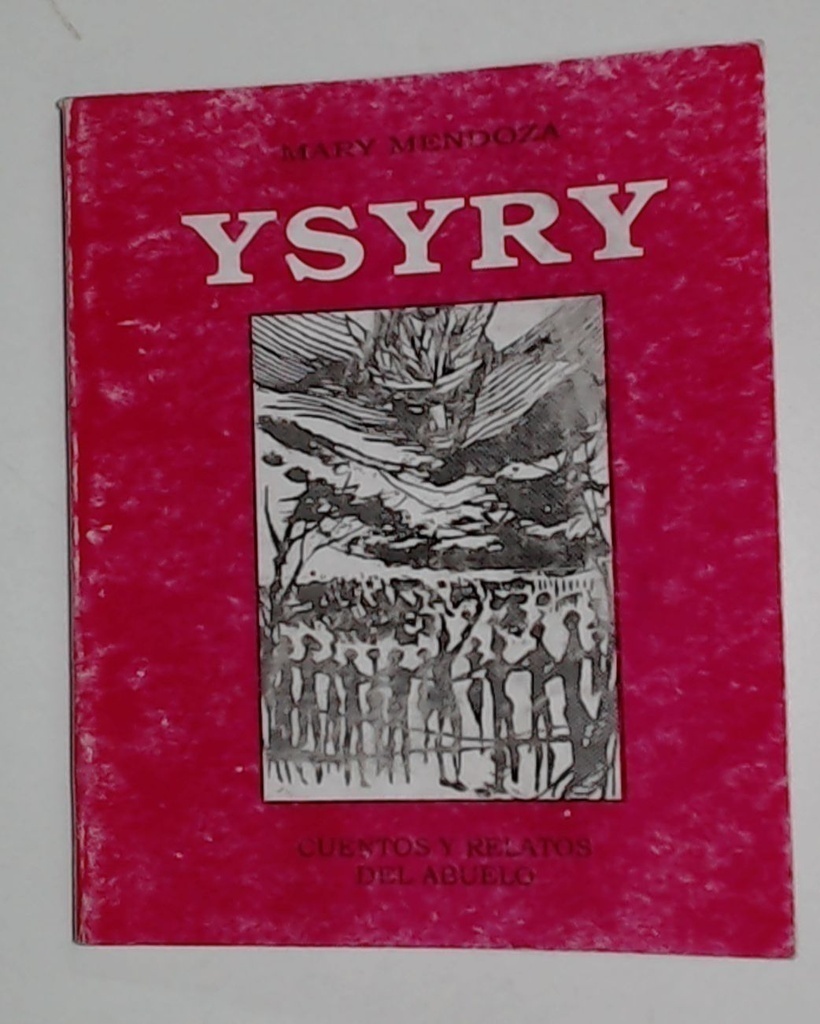 MARY MENDOZA
YSYRY
CUENTOS Y RELATOS
DEL ABUELO